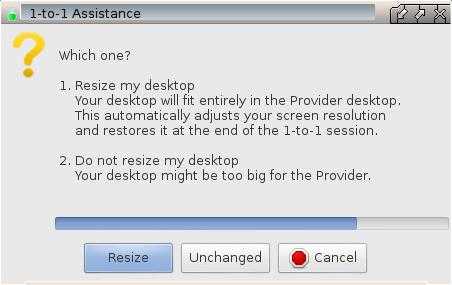 1-to-1 Assistance
Which one?
1. Resize my desktop
Your desktop will fit entirely in the Provider desktop.
This automatically adjusts your screen resolution
and restores it at the end of the 1-to-1 session.
2. Do not resize my desktop
Your desktop might be too big for the Provider.
Resize
Unchanged
Cancel